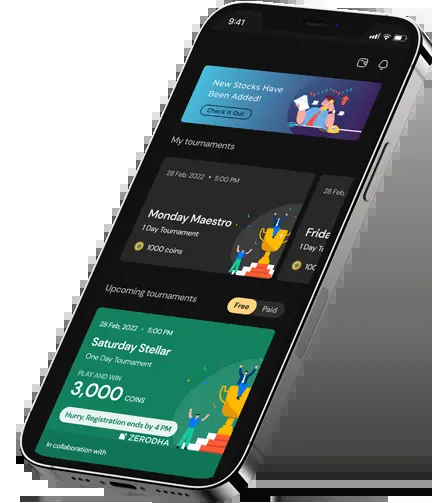 9:41
New Stocks Have
Been Added!
Check It Out
My tournaments
28 Feb, 2022 • 5:00 PM
28 Feb,
Monday Maestro
Frida
1 Day Tournament
1 Day T
1000 coins
10C
Upcoming tournaments
Free
Paid
28 Feb, 2022 • 5:00 PM
Saturday Stellar
One Day Tournament
PLAY AND WIN
3,000 COINS
Hurry, Registration ends by 4 PM
In collaboration with
ZERODHA